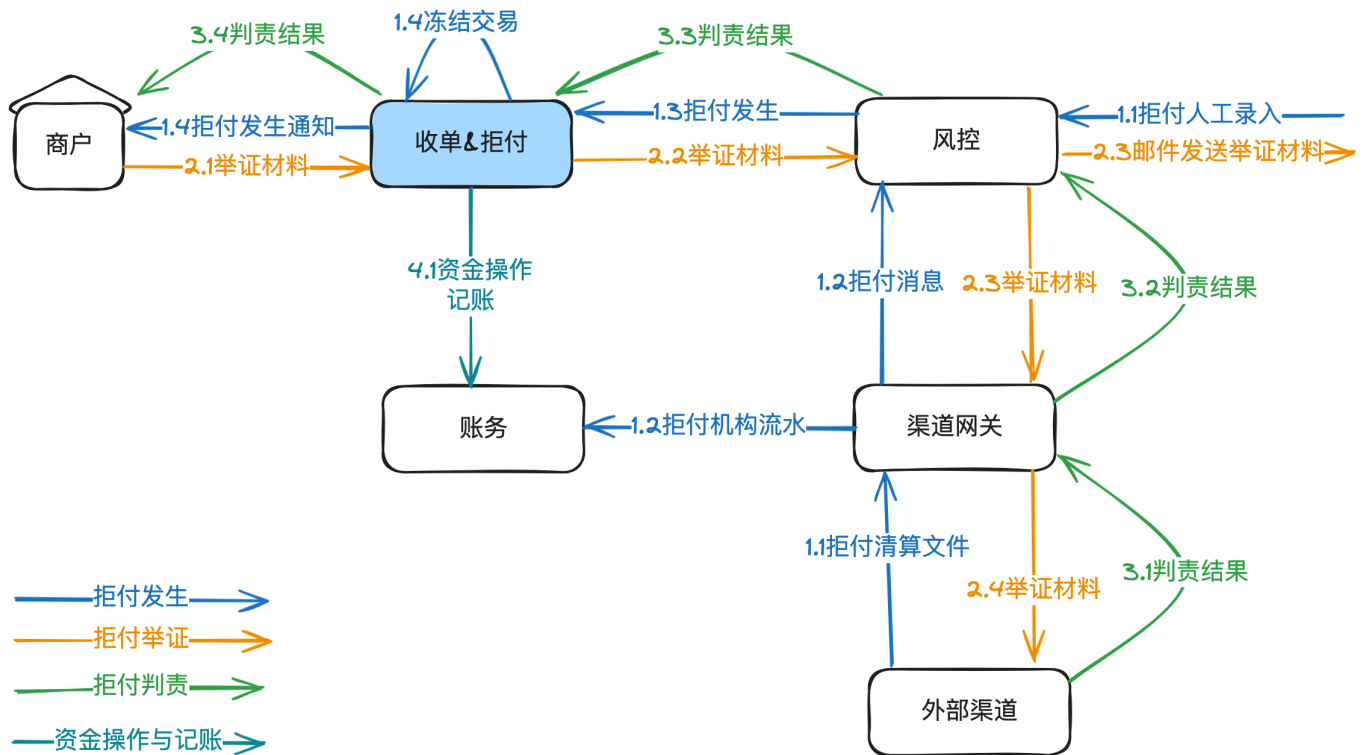 1.4冻结交易
3.4判责结果
3.3判责结果
1.3拒付发生
1.1拒付人工录入
1.4拒付发生通知
商户
收单&拒付
风控
2.1举证材料
2.2举证材料
2.3邮件发送举证材料
4.1资金操作
记账
1.2拒付消息
2.3举证材料
3.2判责结果
账务
1.2拒付机构流水
渠道网关
1.1拒付清算文件
3.1判责结果
2.4举证材料
拒付发生
拒付举证
拒付判责
外部渠道
资金操作与记账